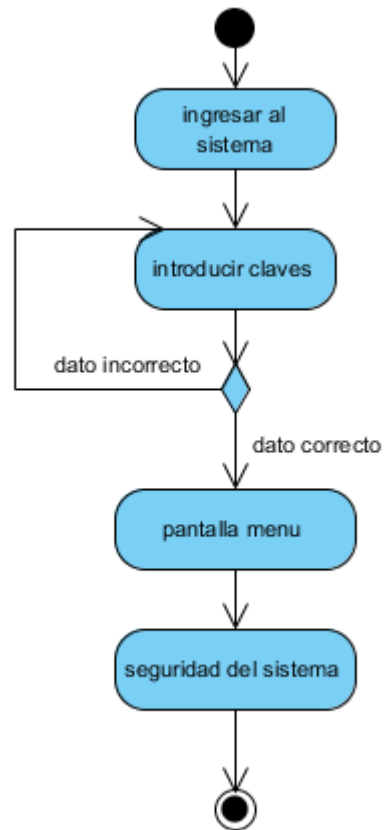 ingresar al
sistema
introducir claves
dato incorrecto
dato correcto
pantalla menu
seguridad del sistema